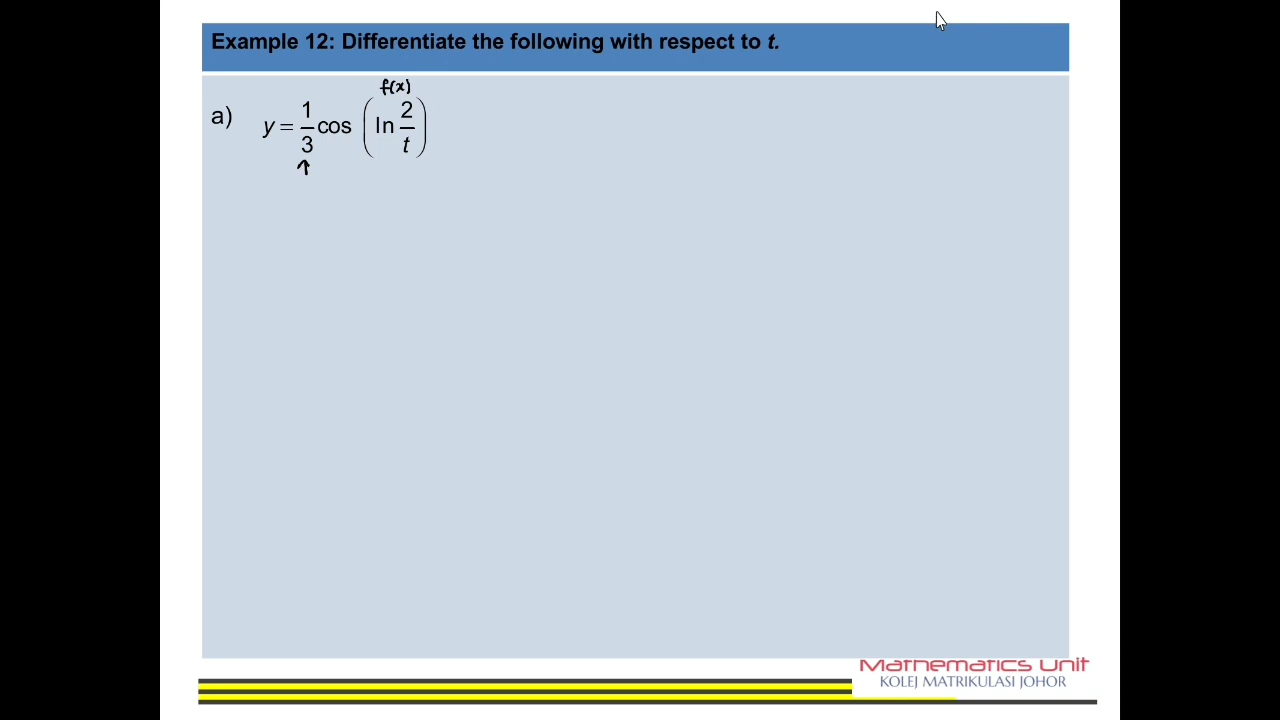 Example 12: Differentiate the following with respect to t.
f(x)
a) y = 1/3 cos (ln 2/t)
↑
Mathematics Unit
KOLEJ MATRIKULASI JOHOR